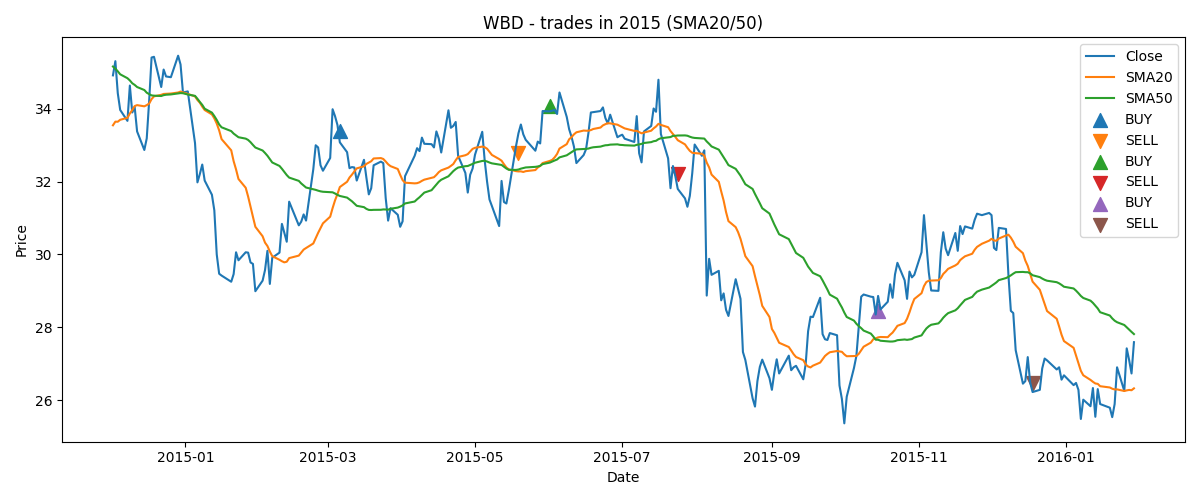 WBD - trades in 2015 (SMA20/50)
Close
SMA20
SMA50
BUY
SELL
BUY
SELL
BUY
SELL
Price
34
32
30
28
26
2015-01
2015-03
2015-05
2015-07
2015-09
2015-11
2016-01
Date